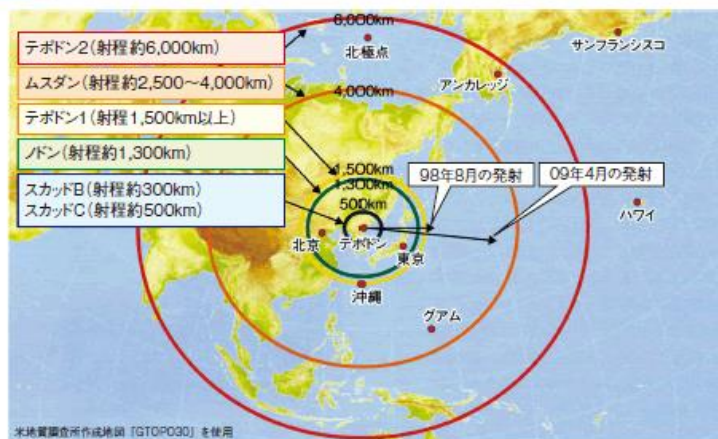 テポドン2(射程約6,000km)
ムスダン(射程約2,500～4,000km)
テポドン1(射程1,500km以上)
ノドン(射程約1,300km)
スカッドB(射程約300km)
スカッドC(射程約500km)
6,000km
北極点
サンフランシスコ
アンカレッジ
4,000km
1,500km
1,300km
500km
98年8月の発射
09年4月の発射
ハワイ
北京
テポドン
東京
沖縄
グアム
米地質調査所作成地図「GTOPO30」を使用